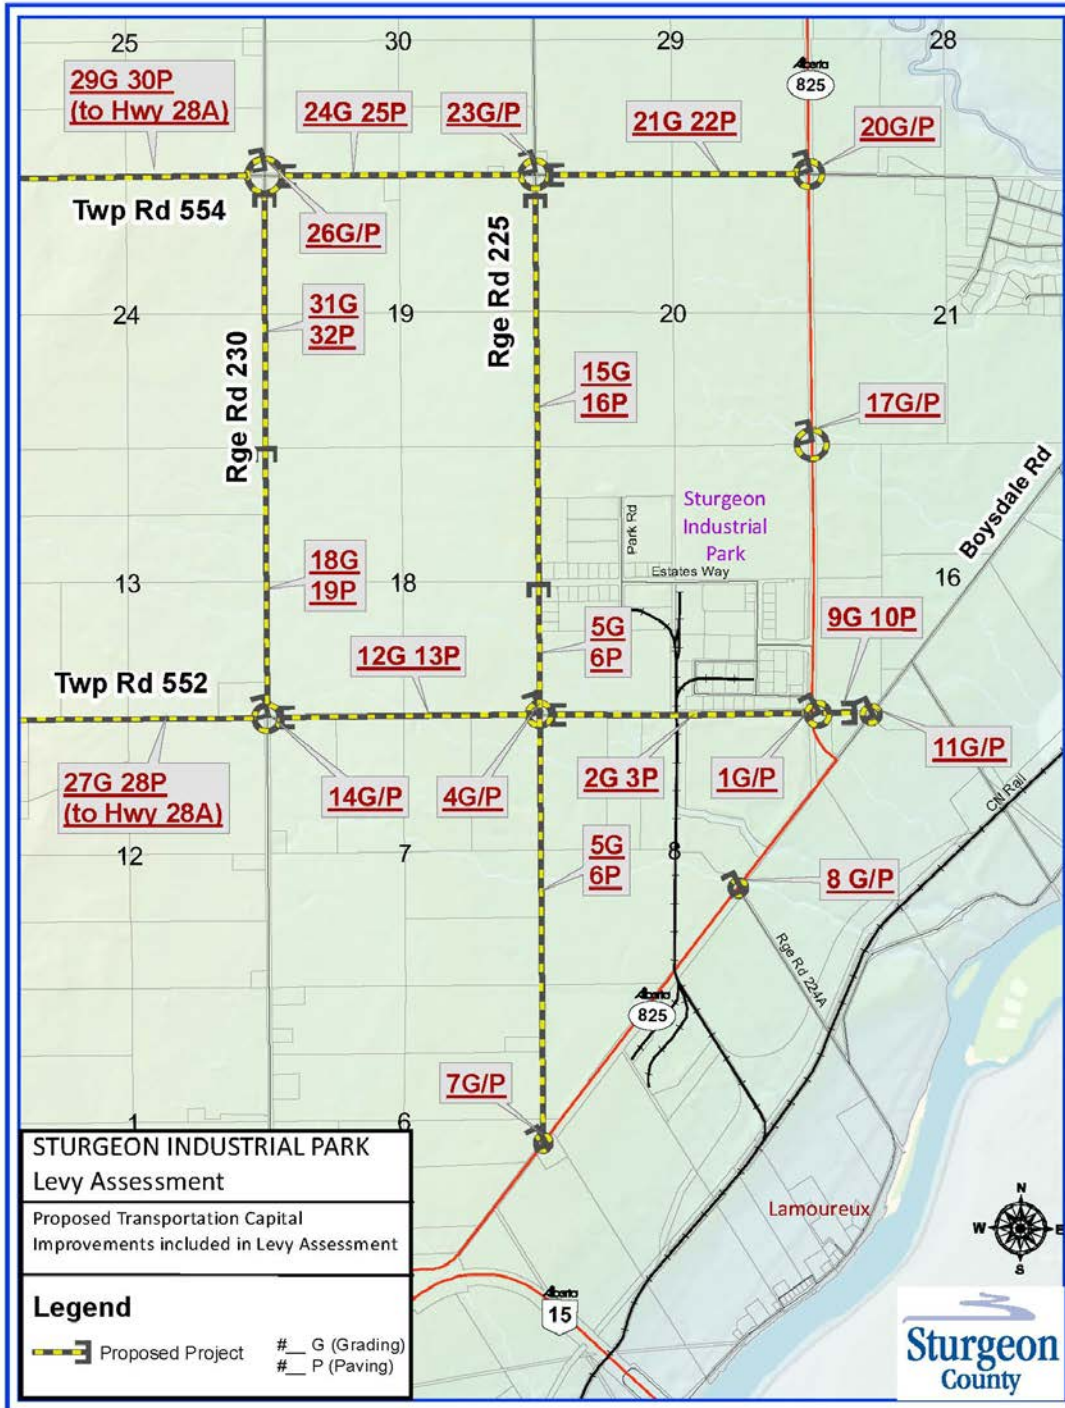 25
30
29
28
29G 30P
(to Hwy 28A)
24G 25P
23G/P
21G 22P
Alberta
825
20G/P
Twp Rd 554
26G/P
Rge Rd 225
24
19
20
21
31G
32P
Rge Rd 230
15G
16P
17G/P
Sturgeon
Industrial
Park
Park Rd
Boysdale Rd
Estates Way
13
18
16
18G
19P
5G
6P
9G 10P
12G 13P
Twp Rd 552
27G 28P
(to Hwy 28A)
14G/P
4G/P
2G 3P
1G/P
11G/P
CN Rail
12
7
8
5G
6P
8 G/P
Rge Rd 224A
Alberta
825
7G/P
1
6
STURGEON INDUSTRIAL PARK
Levy Assessment
Proposed Transportation Capital
Improvements included in Levy Assessment
Legend
Proposed Project
#__ G (Grading)
#__ P (Paving)
Lamoureux
Alberta
15
N
W
E
S
Sturgeon
County